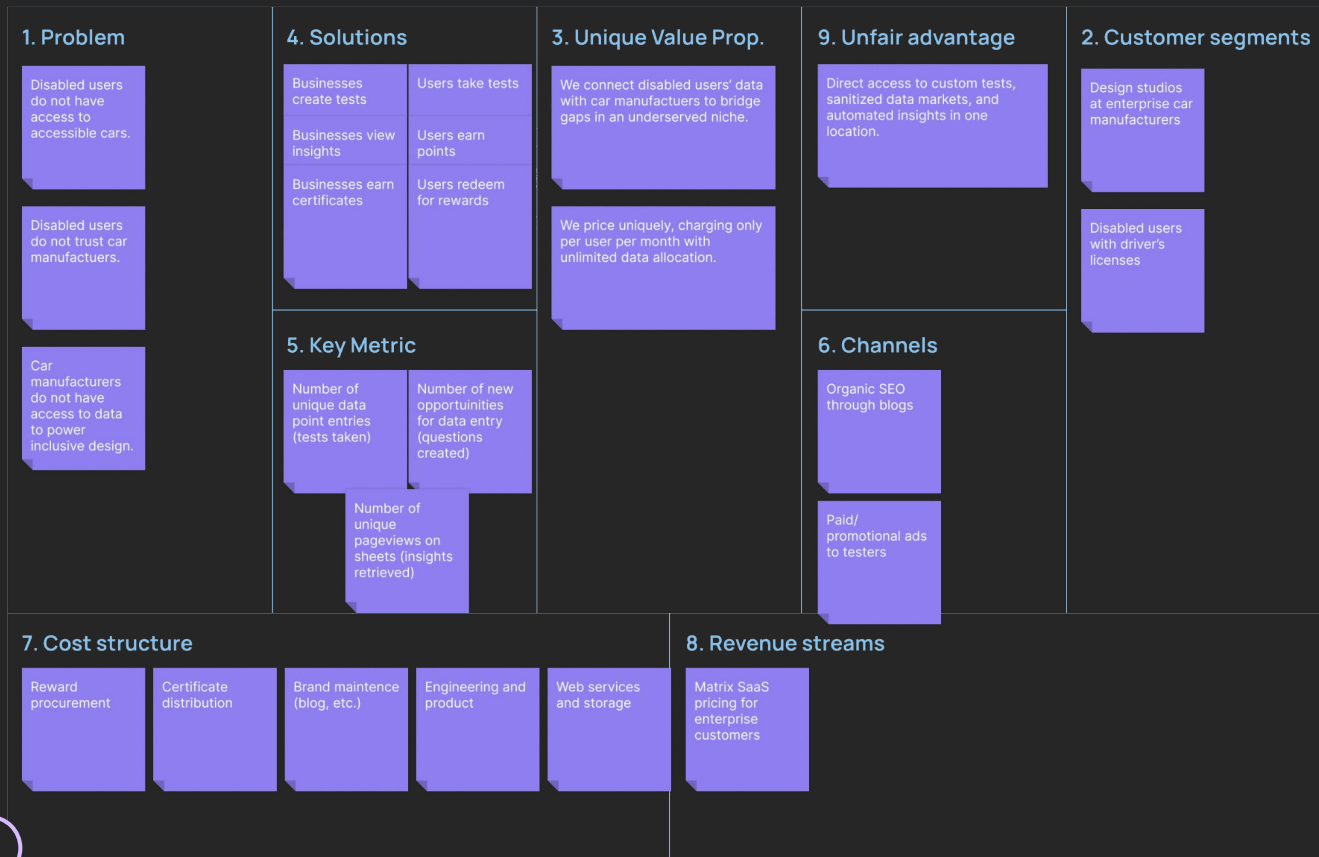 1. Problem
Disabled users
do not have
access to
accessible cars.
Disabled users
do not trust car
manufactuers.
Car
manufacturers
do not have
access to data
to power
inclusive design.
4. Solutions
Businesses
create tests
Users take tests
Businesses view
insights
Users earn
points
Businesses earn
certificates
Users redeem
for rewards
5. Key Metric
Number of
unique data
point entries
(tests taken)
Number of new
opportuinities
for data entry
(questions
created)
Number of
unique
pageviews on
sheets (insights
retrieved)
3. Unique Value Prop.
We connect disabled users’ data
with car manufactuers to bridge
gaps in an underserved niche.
We price uniquely, charging only
per user per month with
unlimited data allocation.
9. Unfair advantage
Direct access to custom tests,
sanitized data markets, and
automated insights in one
location.
6. Channels
Organic SEO
through blogs
Paid/
promotional ads
to testers
2. Customer segments
Design studios
at enterprise car
manufacturers
Disabled users
with driver’s
licenses
7. Cost structure
Reward
procurement
Certificate
distribution
Brand maintence
(blog, etc.)
Engineering and
product
Web services
and storage
8. Revenue streams
Matrix SaaS
pricing for
enterprise
customers